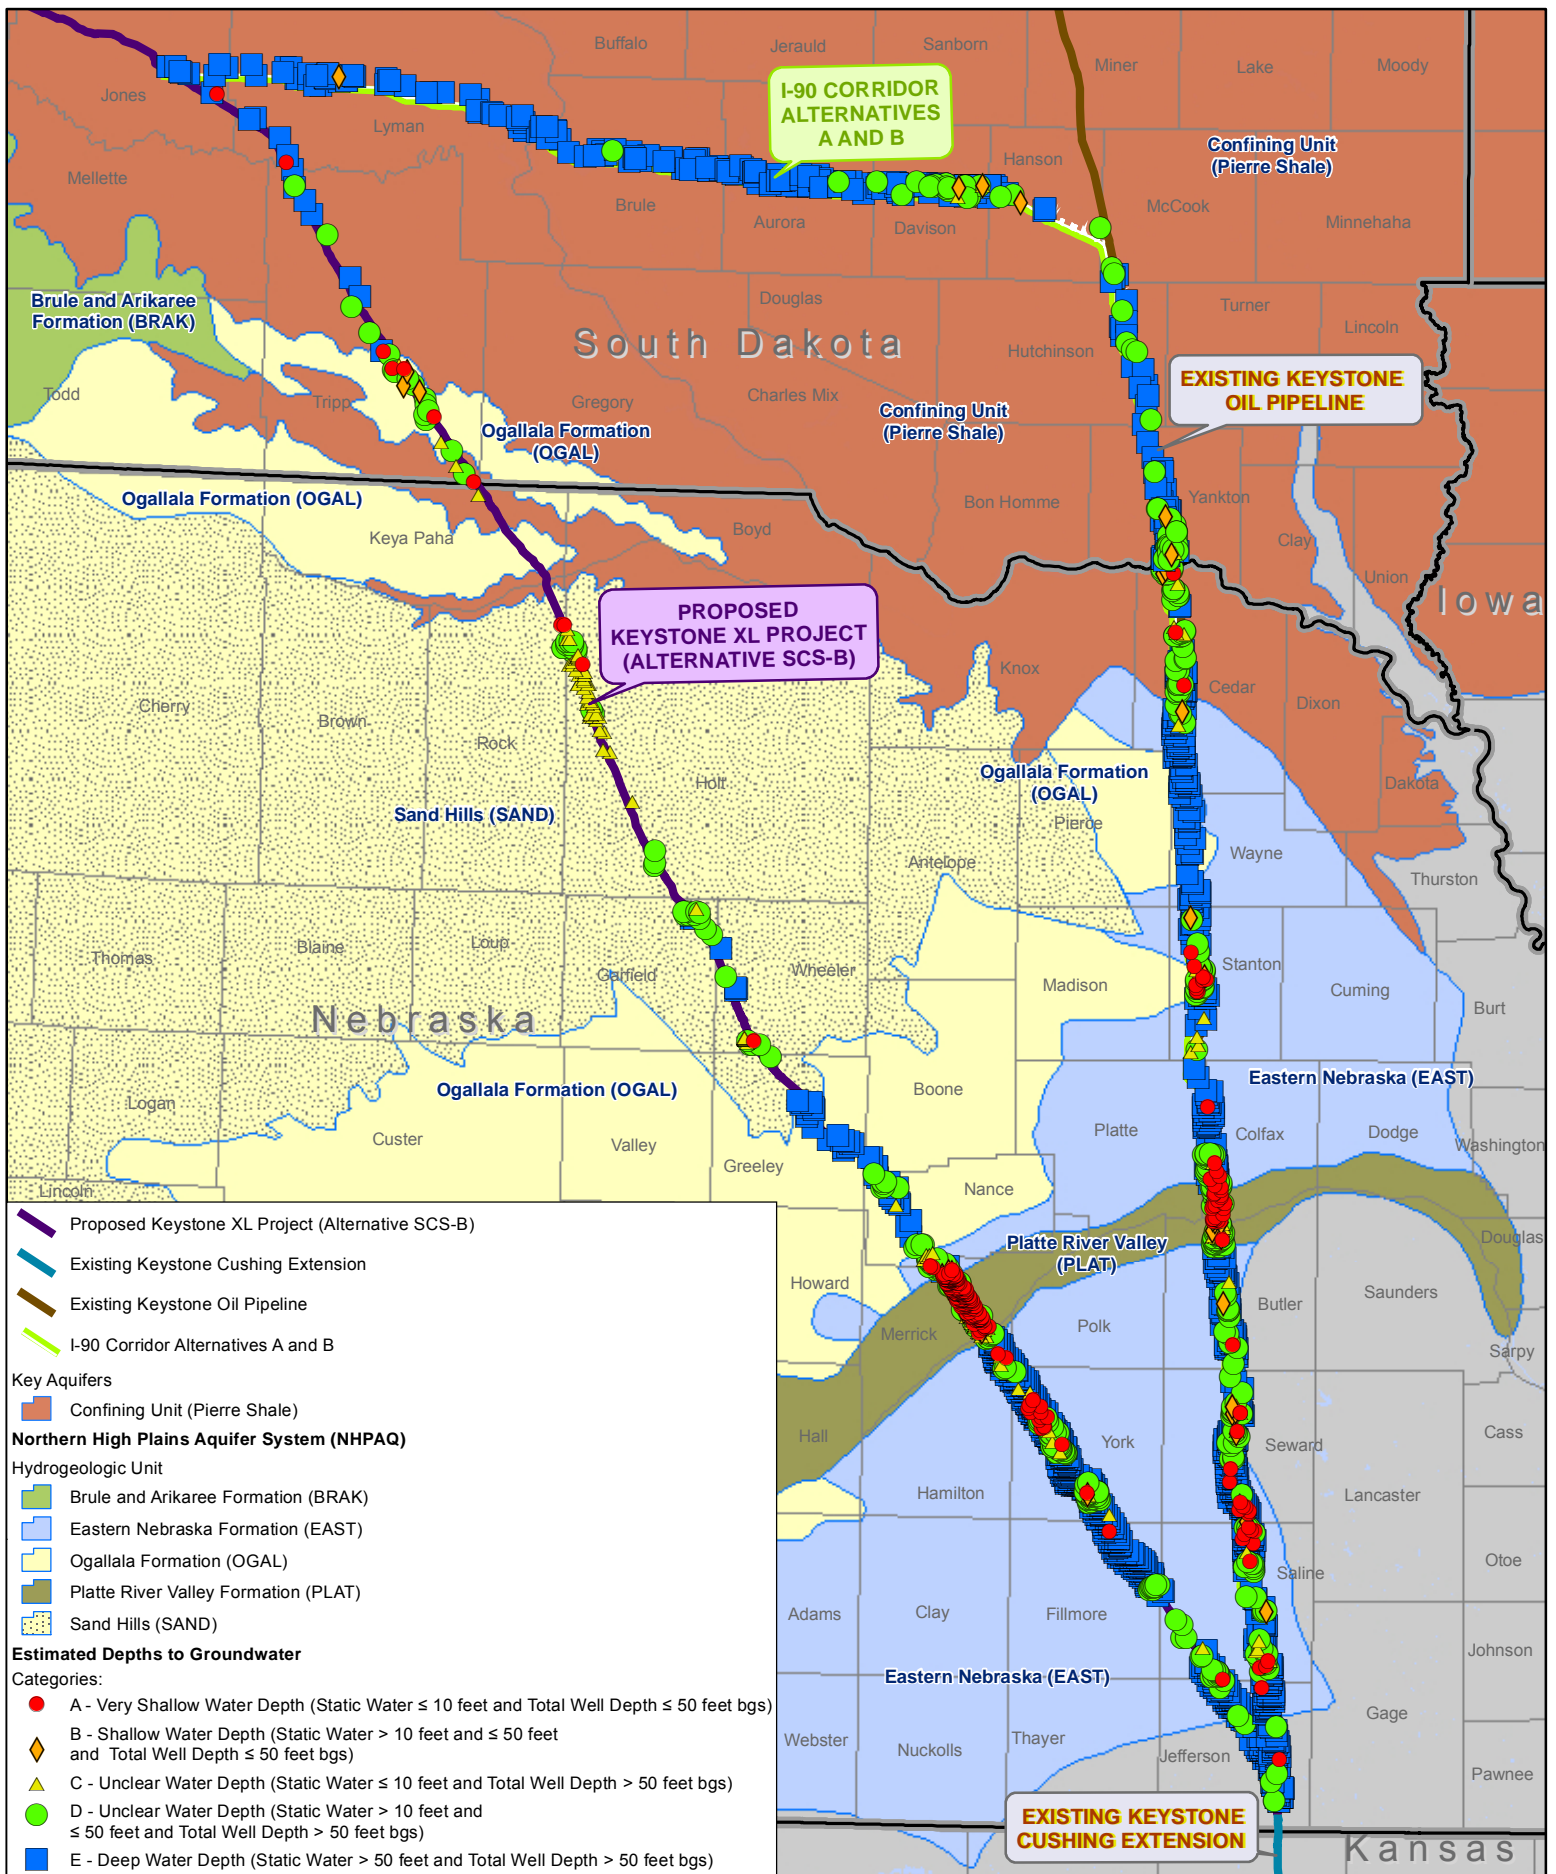 Buffalo
Jerauld
Sanborn
Miner
Lake
Moody
Jones
Lyman
I-90 CORRIDOR
ALTERNATIVES
A AND B
Hanson
Confining Unit
(Pierre Shale)
Mellette
Brule
Aurora
Davison
McCook
Minnehaha
Brule and Arikaree
Formation (BRAK)
Douglas
Turner
Lincoln
South Dakota
Hutchinson
Todd
Tripp
Gregory
Charles Mix
EXISTING KEYSTONE
OIL PIPELINE
Confining Unit
(Pierre Shale)
Ogallala Formation
(OGAL)
Ogallala Formation (OGAL)
Bon Homme
Yankton
Keya Paha
Boyd
Clay
Union
Iowa
PROPOSED
KEYSTONE XL PROJECT
(ALTERNATIVE SCS-B)
Knox
Cedar
Dixon
Cherry
Brown
Rock
Holt
Ogallala Formation
(OGAL)
Dakota
Sand Hills (SAND)
Pierce
Antelope
Wayne
Thurston
Thomas
Blaine
Loup
Garfield
Wheeler
Stanton
Madison
Cuming
Burt
Nebraska
Ogallala Formation (OGAL)
Boone
Eastern Nebraska (EAST)
Logan
Custer
Valley
Greeley
Platte
Colfax
Dodge
Washington
Lincoln
Nance
Platte River Valley
(PLAT)
Douglas
Howard
Merrick
Polk
Butler
Saunders
Sarpy
Hall
York
Seward
Cass
Hamilton
Lancaster
Otoe
Saline
Adams
Clay
Fillmore
Johnson
Eastern Nebraska (EAST)
Webster
Nuckolls
Thayer
Jefferson
Gage
Pawnee
EXISTING KEYSTONE
CUSHING EXTENSION
Kansas
Proposed Keystone XL Project (Alternative SCS-B)
Existing Keystone Cushing Extension
Existing Keystone Oil Pipeline
I-90 Corridor Alternatives A and B
Key Aquifers
Confining Unit (Pierre Shale)
Northern High Plains Aquifer System (NHPAQ)
Hydrogeologic Unit
Brule and Arikaree Formation (BRAK)
Eastern Nebraska Formation (EAST)
Ogallala Formation (OGAL)
Platte River Valley Formation (PLAT)
Sand Hills (SAND)
Estimated Depths to Groundwater
Categories:
A - Very Shallow Water Depth (Static Water ≤ 10 feet and Total Well Depth ≤ 50 feet bgs)
B - Shallow Water Depth (Static Water > 10 feet and ≤ 50 feet
and Total Well Depth ≤ 50 feet bgs)
C - Unclear Water Depth (Static Water ≤ 10 feet and Total Well Depth > 50 feet bgs)
D - Unclear Water Depth (Static Water > 10 feet and
≤ 50 feet and Total Well Depth > 50 feet bgs)
E - Deep Water Depth (Static Water > 50 feet and Total Well Depth > 50 feet bgs)